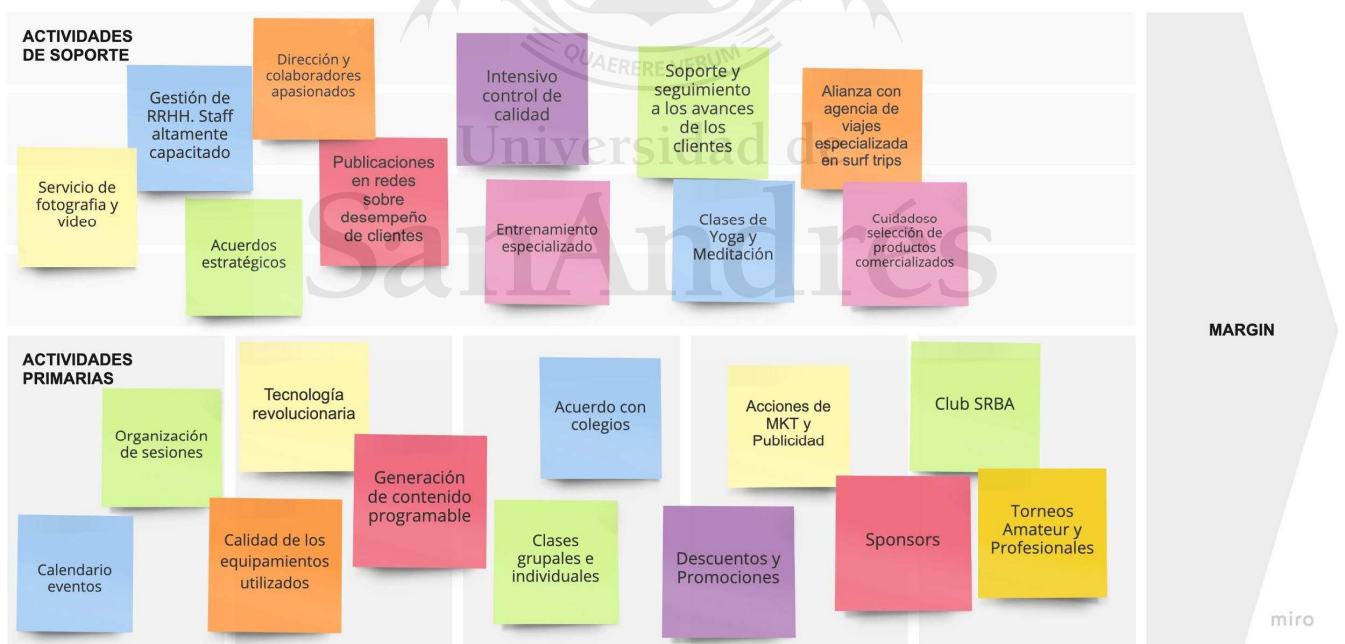 ACTIVIDADES
DE SOPORTE
Servicio de
fotografia y
video
Gestión de
RRHH. Staff
altamente
capacitado
Acuerdos
estratégicos
Dirección y
colaboradores
apasionados
Publicaciones
en redes
sobre
desempeño
de clientes
Intensivo
control de
calidad
Entrenamiento
especializado
Soporte y
seguimiento
a los avances
de los
clientes
Clases de
Yoga y
Meditación
Alianza con
agencia de
viajes
especializada
en surf trips
Cuidadoso
selección de
productos
comercializados
QUAERERE VERUM
Universidad de
SanAndrés
MARGIN
ACTIVIDADES
PRIMARIAS
Calendario
eventos
Organización
de sesiones
Tecnología
revolucionaria
Calidad de los
equipamientos
utilizados
Generación
de contenido
programable
Acuerdo con
colegios
Clases
grupales e
individuales
Descuentos y
Promociones
Acciones de
MKT y
Publicidad
Sponsors
Club SRBA
Torneos
Amateur y
Profesionales
miro